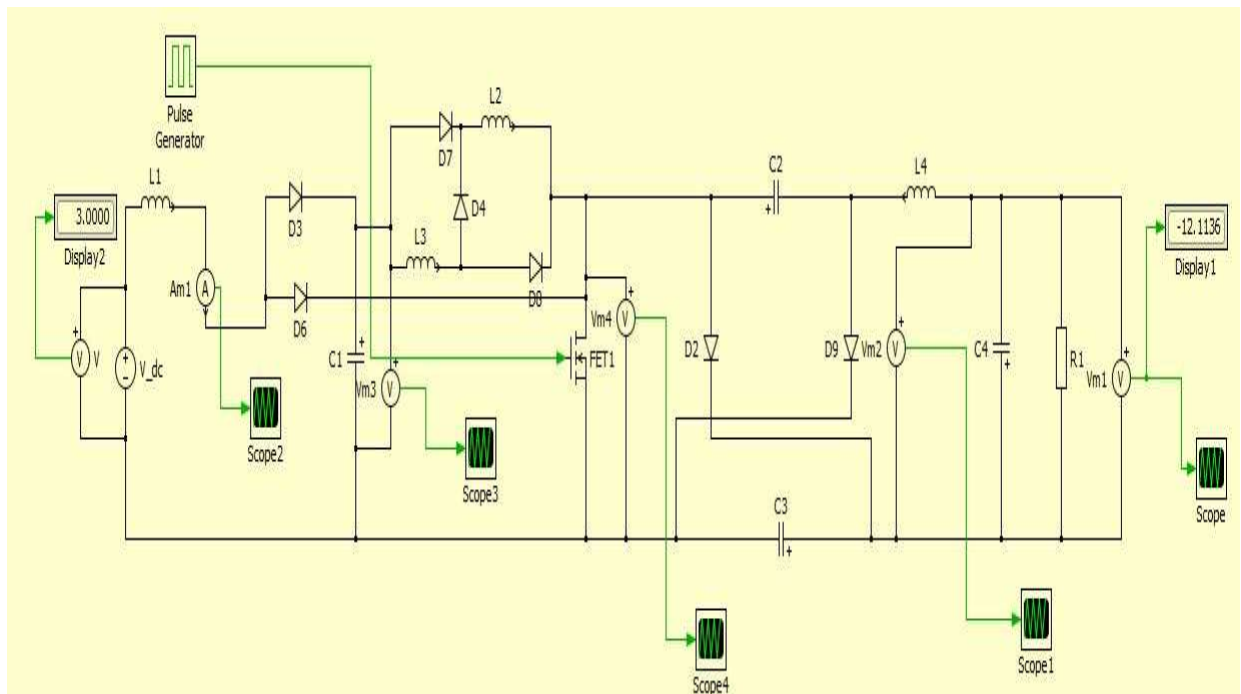 Pulse
Generator
L2
D7
L1
3.0000
Display2
D3
D4
L3
D8
C2
L4
-12.1136
Display1
Am1
A
D6
Vm4
V
+
V
V
+
-
V_dc
C1
+
Vm3
V
+
FET1
D2
D9
Vm2
V
+
C4
+
R1
Vm1
V
+
Scope2
Scope3
C3
+
Scope
Scope4
Scope1
+